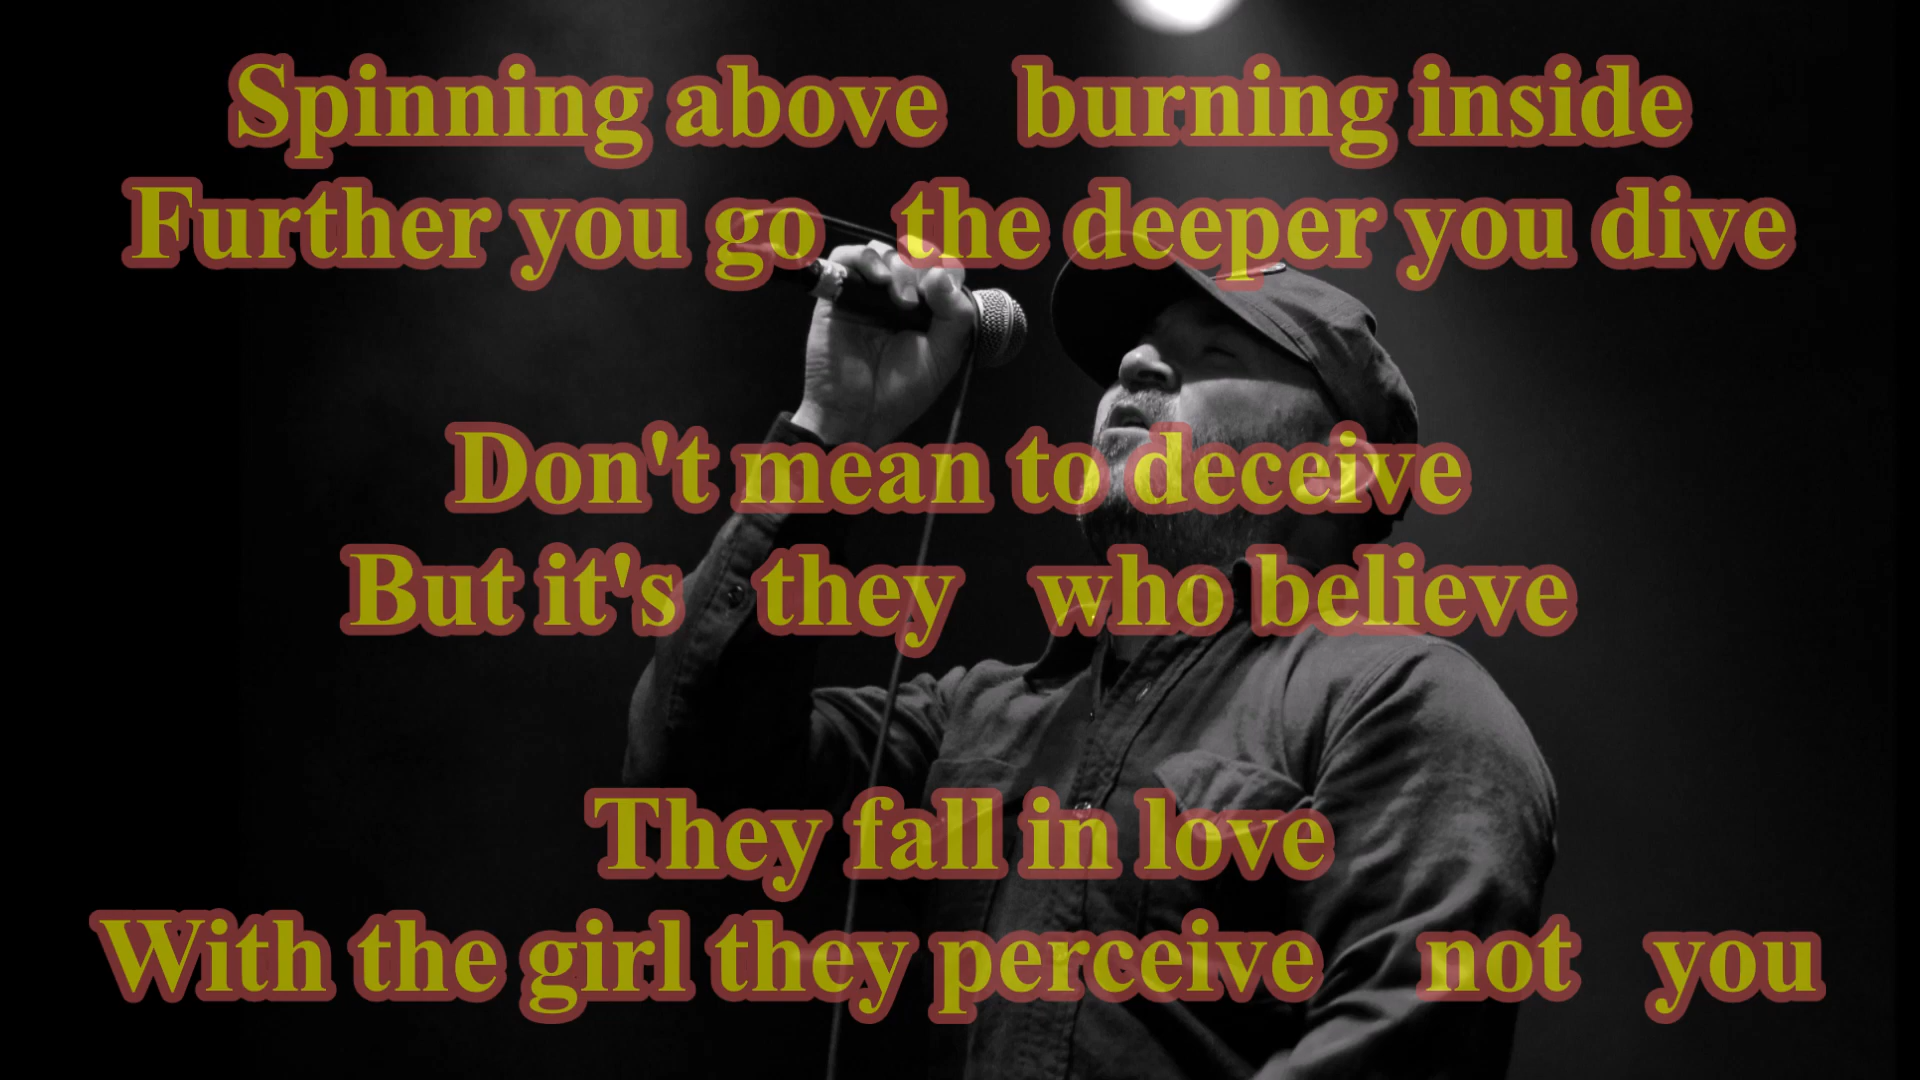 Spinning above burning inside
Further you go the deeper you dive
Don't mean to deceive
But it's they who believe
They fall in love
With the girl they perceive not you